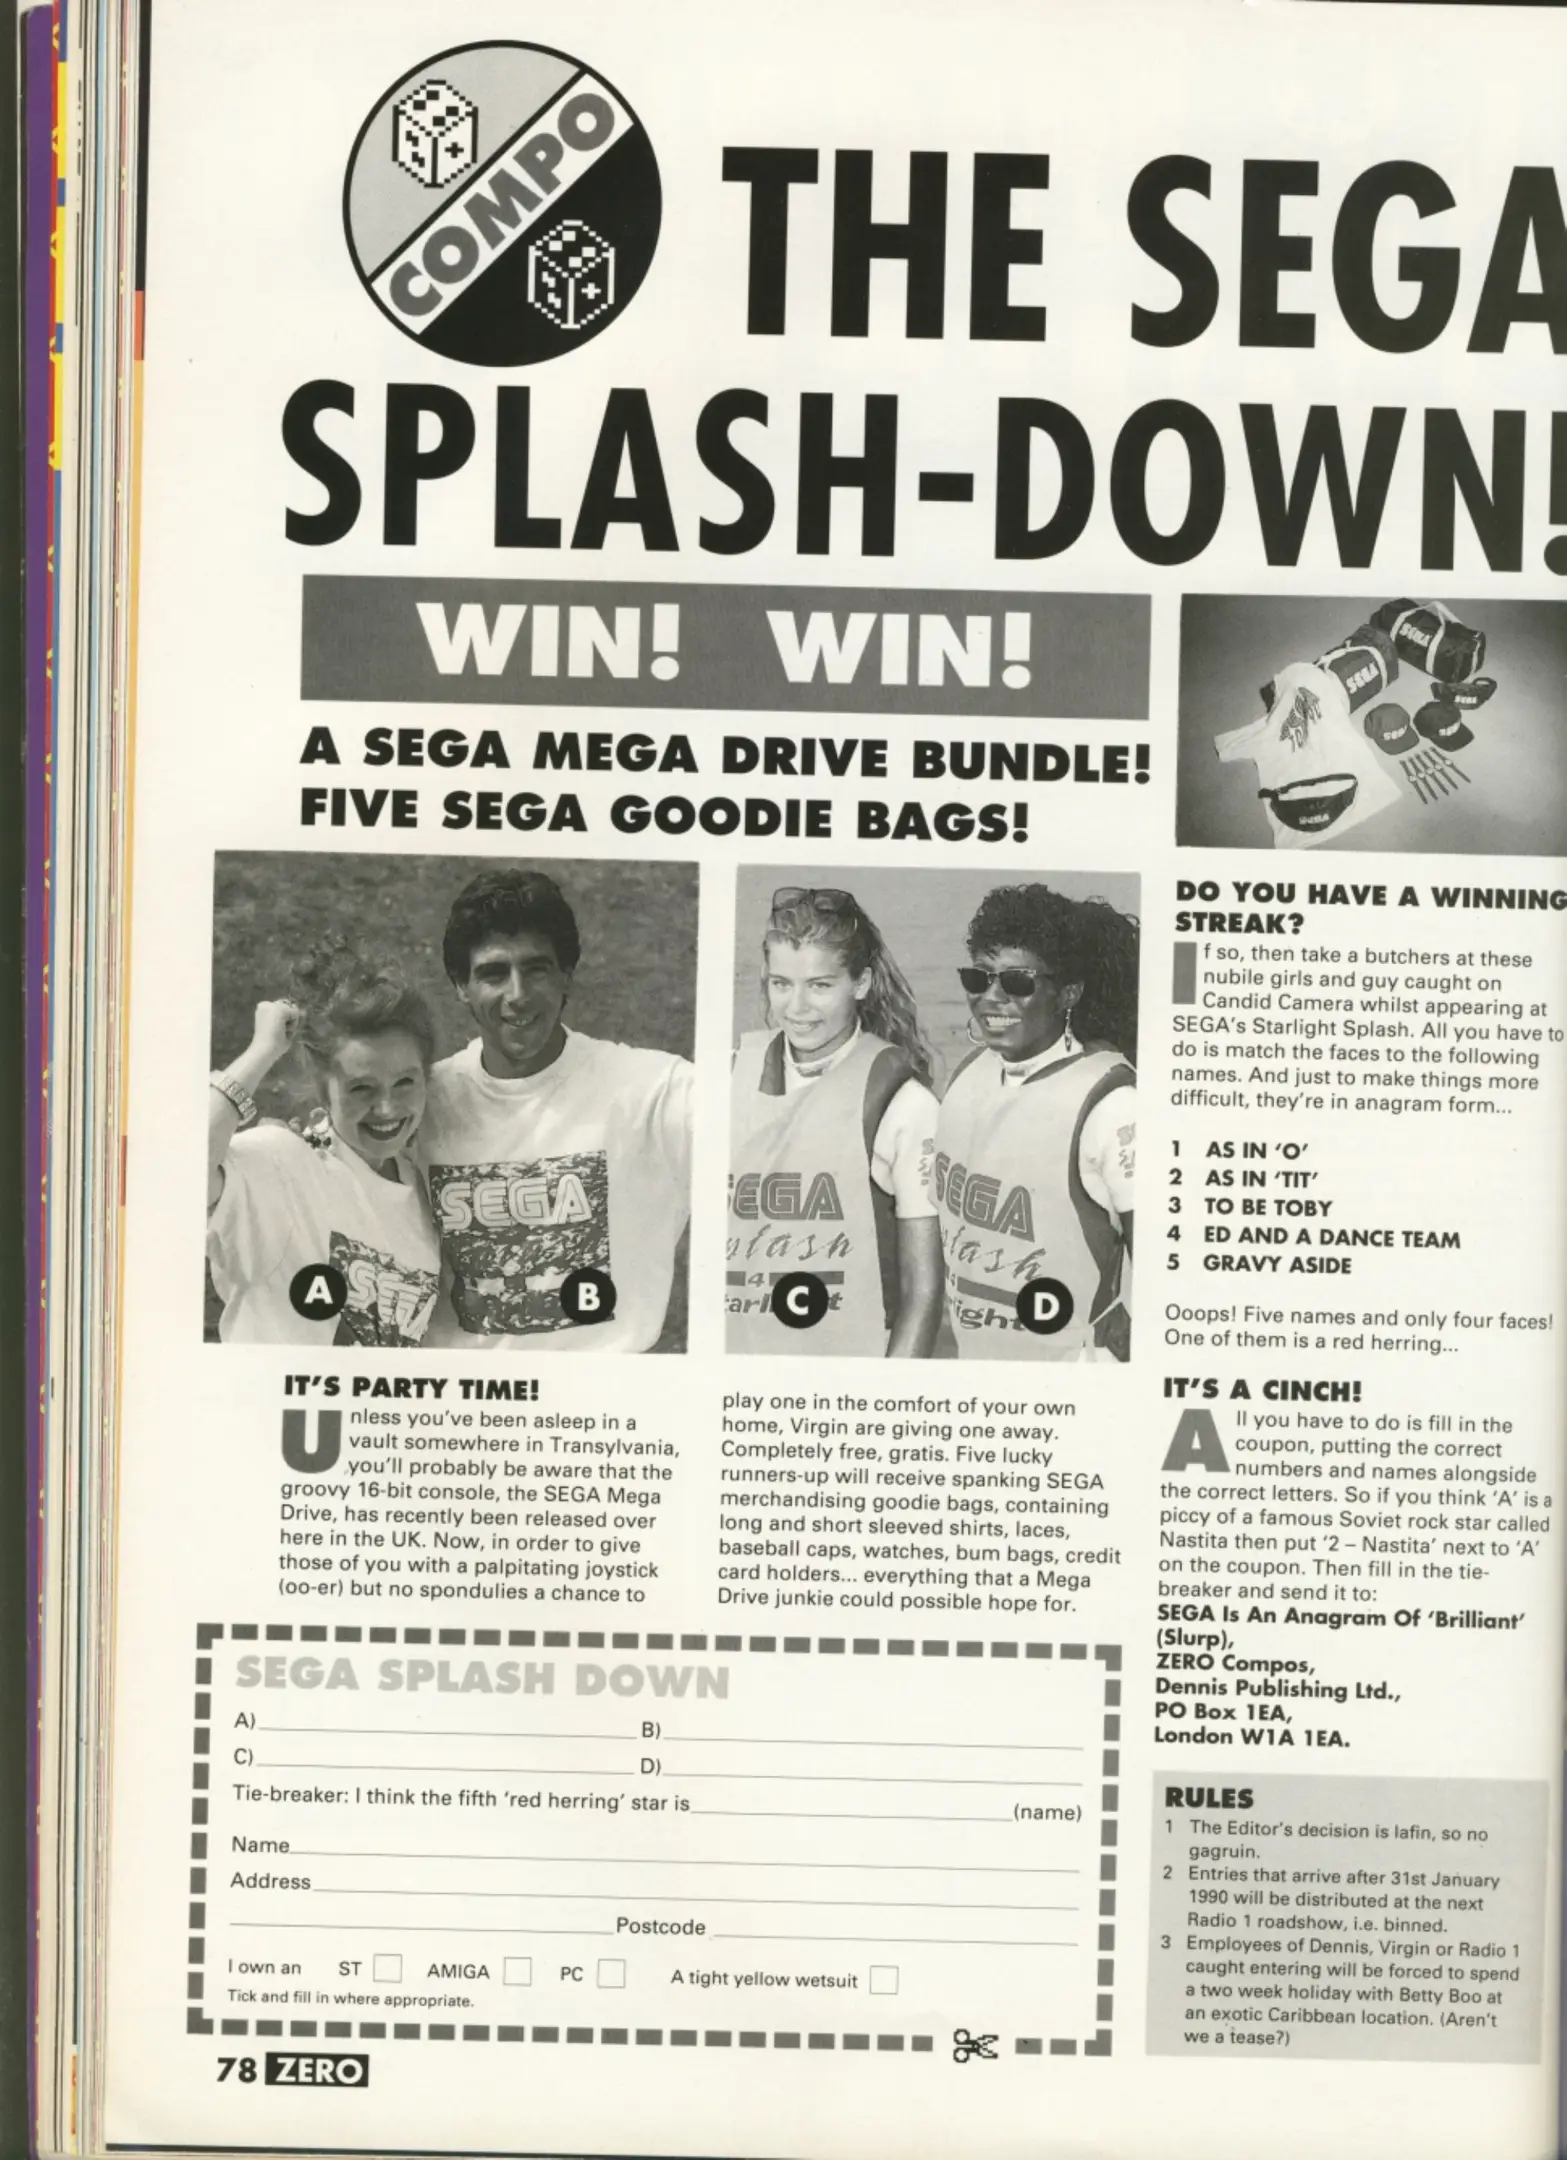 COMPO
THE SEGA
SPLASH-DOWN!
WIN! WIN!
A SEGA MEGA DRIVE BUNDLE!
FIVE SEGA GOODIE BAGS!
SEGA
SEGA
SEGA
SEGA
SEGA
SEGA
SEGA
A
B
EGA
plash
4
C
SEGA
lash
4
ight
D
IT'S PARTY TIME!
Unless you've been asleep in a
vault somewhere in Transylvania,
you'll probably be aware that the
groovy 16-bit console, the SEGA Mega
Drive, has recently been released over
here in the UK. Now, in order to give
those of you with a palpitating joystick
(oo-er) but no spondulies a chance to
play one in the comfort of your own
home, Virgin are giving one away.
Completely free, gratis. Five lucky
runners-up will receive spanking SEGA
merchandising goodie bags, containing
long and short sleeved shirts, laces,
baseball caps, watches, bum bags, credit
card holders... everything that a Mega
Drive junkie could possible hope for.
DO YOU HAVE A WINNING
STREAK?
If so, then take a butchers at these
nubile girls and guy caught on
Candid Camera whilst appearing at
SEGA's Starlight Splash. All you have to
do is match the faces to the following
names. And just to make things more
difficult, they're in anagram form...
1 AS IN 'O'
2 AS IN 'TIT'
3 TO BE TOBY
4 ED AND A DANCE TEAM
5 GRAVY ASIDE
Ooops! Five names and only four faces!
One of them is a red herring...
IT'S A CINCH!
All you have to do is fill in the
coupon, putting the correct
numbers and names alongside
the correct letters. So if you think 'A' is a
piccy of a famous Soviet rock star called
Nastita then put '2 – Nastita' next to 'A'
on the coupon. Then fill in the tie-
breaker and send it to:
SEGA Is An Anagram Of 'Brilliant'
(Slurp),
ZERO Compos,
Dennis Publishing Ltd.,
PO Box 1EA,
London W1A 1EA.
SEGA SPLASH DOWN
A) B)
C) D)
Tie-breaker: I think the fifth 'red herring' star is (name)
Name
Address
Postcode
I own an ST AMIGA PC A tight yellow wetsuit
Tick and fill in where appropriate.
RULES
1 The Editor's decision is lafin, so no
gagruin.
2 Entries that arrive after 31st January
1990 will be distributed at the next
Radio 1 roadshow, i.e. binned.
3 Employees of Dennis, Virgin or Radio 1
caught entering will be forced to spend
a two week holiday with Betty Boo at
an exotic Caribbean location. (Aren't
we a tease?)
78 ZERO